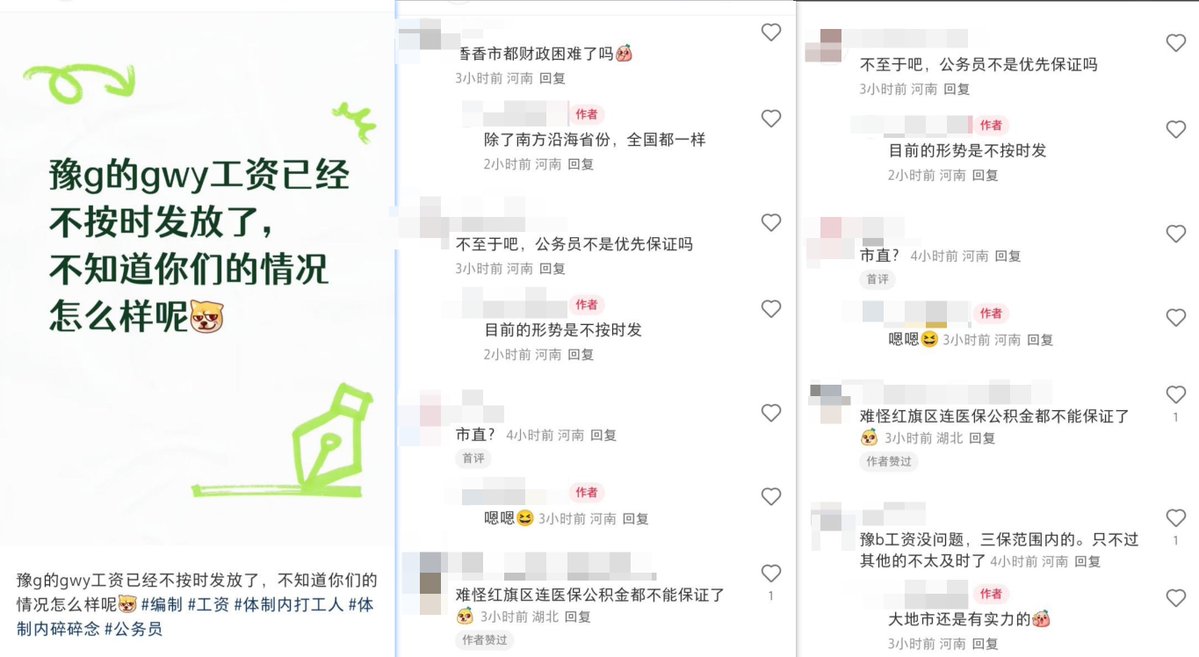 豫g的gwy工资已经
不按时发放了，
不知道你们的情况
怎么样呢
豫g的gwy工资已经不按时发放了，不知道你们的
情况怎么样呢 #编制 #工资 #体制内打工人 #体
制内碎碎念 #公务员
香香市都财政困难了吗
3小时前 河南 回复
作者
除了南方沿海省份，全国都一样
2小时前 河南 回复
不至于吧，公务员不是优先保证吗
3小时前 河南 回复
作者
目前的形势是不按时发
2小时前 河南 回复
市直？ 4小时前 河南 回复
首评
作者
嗯嗯😆 3小时前 河南 回复
难怪红旗区连医保公积金都不能保证了
3小时前 湖北 回复
1
作者赞过
不至于吧，公务员不是优先保证吗
3小时前 河南 回复
作者
目前的形势是不按时发
2小时前 河南 回复
市直？ 4小时前 河南 回复
首评
作者
嗯嗯😆 3小时前 河南 回复
难怪红旗区连医保公积金都不能保证了
3小时前 湖北 回复
1
作者赞过
豫b工资没问题，三保范围内的。只不过
其他的不太及时了 4小时前 河南 回复
1
作者
大地市还是有实力的
3小时前 河南 回复